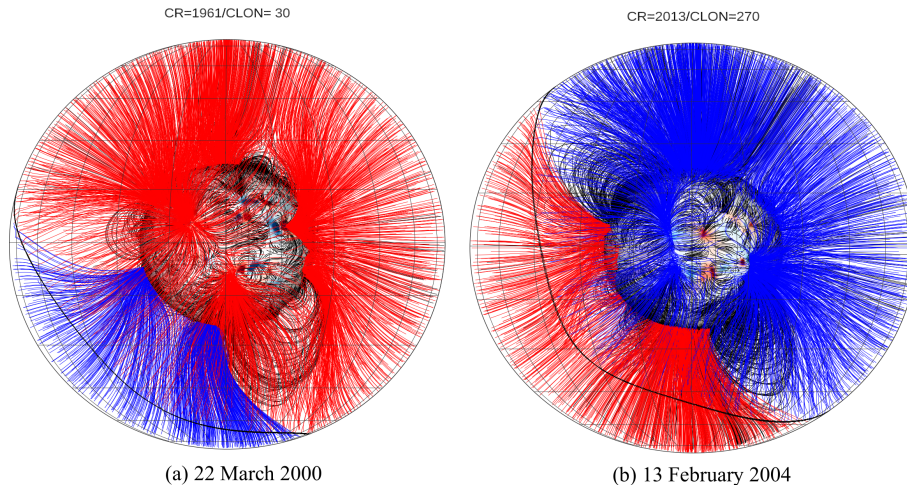 CR=1961/CLON= 30
CR=2013/CLON=270
(a) 22 March 2000
(b) 13 February 2004